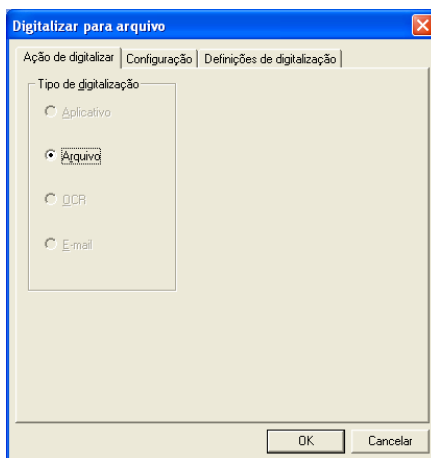 Digitalizar para arquivo
Ação de digitalizar Configuração Definições de digitalização
Tipo de digitalização
Aplicativo
Arquivo
OCR
E-mail
OK Cancelar